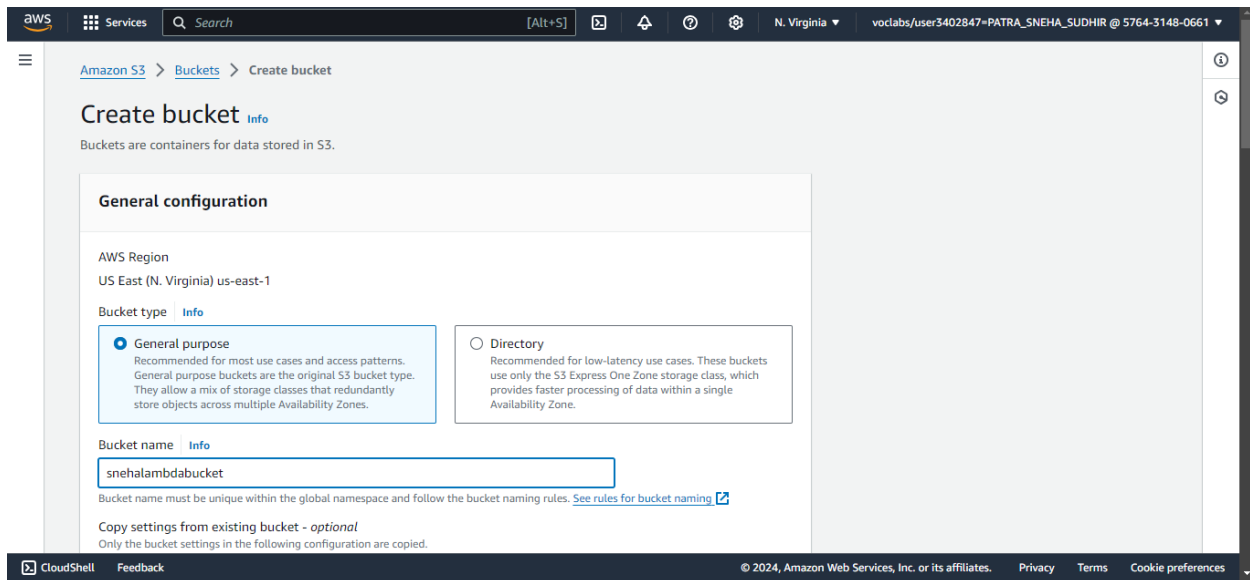 aws
Services
Search [Alt+S]
N. Virginia ▼
voclabs/user3402847=PATRA_SNEHA_SUDHIR @ 5764-3148-0661 ▼
Amazon S3 > Buckets > Create bucket
Create bucket Info
Buckets are containers for data stored in S3.
General configuration
AWS Region
US East (N. Virginia) us-east-1
Bucket type Info
General purpose
Recommended for most use cases and access patterns.
General purpose buckets are the original S3 bucket type.
They allow a mix of storage classes that redundantly
store objects across multiple Availability Zones.
Directory
Recommended for low-latency use cases. These buckets
use only the S3 Express One Zone storage class, which
provides faster processing of data within a single
Availability Zone.
Bucket name Info
snehalambdabucket
Bucket name must be unique within the global namespace and follow the bucket naming rules. See rules for bucket naming
Copy settings from existing bucket - optional
Only the bucket settings in the following configuration are copied.
CloudShell Feedback © 2024, Amazon Web Services, Inc. or its affiliates. Privacy Terms Cookie preferences